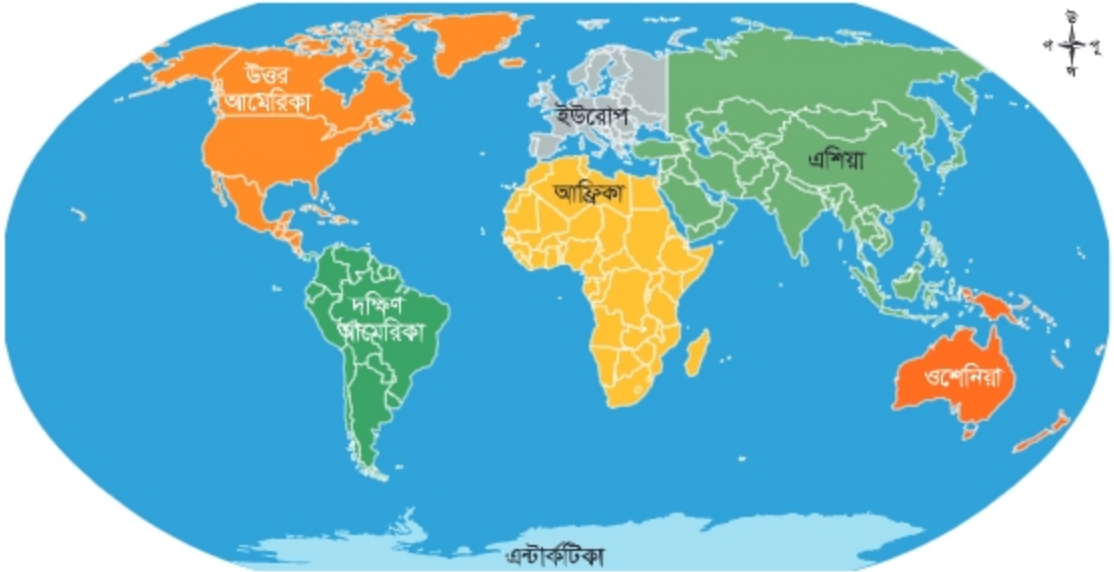 উ
প পূ
দ
উত্তর
আমেরিকা
ইউরোপ
এশিয়া
আফ্রিকা
দক্ষিণ
আমেরিকা
ওশেনিয়া
এন্টার্কটিকা